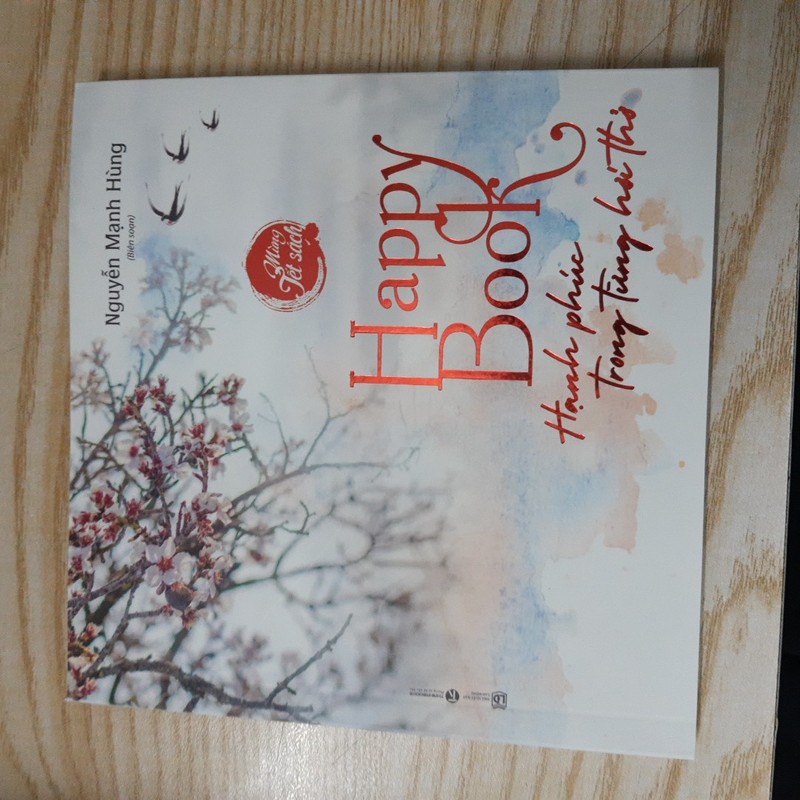 Nguyễn Mạnh Hùng
(Biên soạn)
Mừng
Tết sách
Happy
Book
Hạnh phúc
trong từng hơi thở